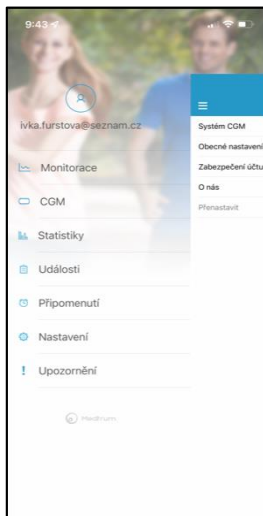 9:43
ivka.furstova@seznam.cz
Monitorace
CGM
Statistiky
Události
Připomenutí
Nastavení
Upozornění
Medtrum
Systém CGM
Obecné nastavení
Zabezpečení účtu
O nás
Přenastavit